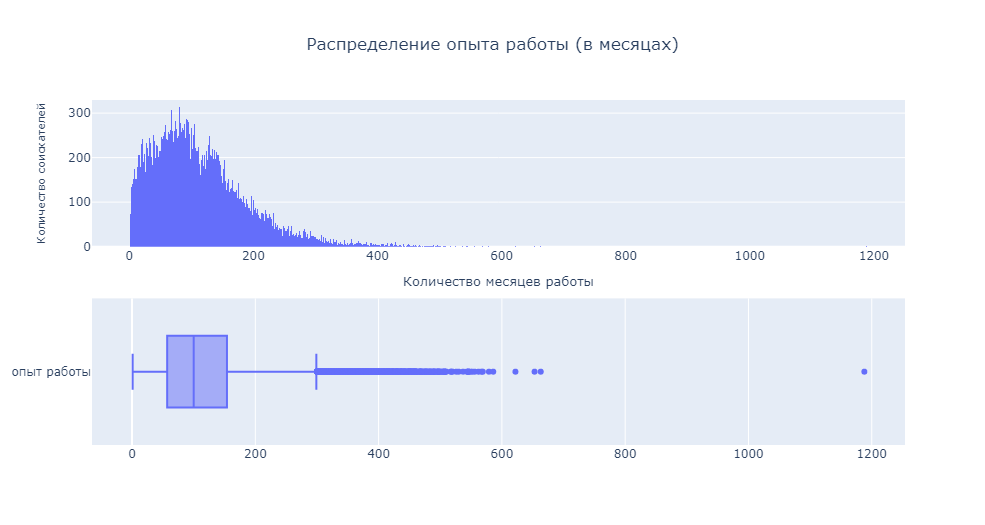 Распределение опыта работы (в месяцах)
Количество соискателей
300
200
100
0
0 200 400 600 800 1000 1200
Количество месяцев работы
опыт работы
0 200 400 600 800 1000 1200